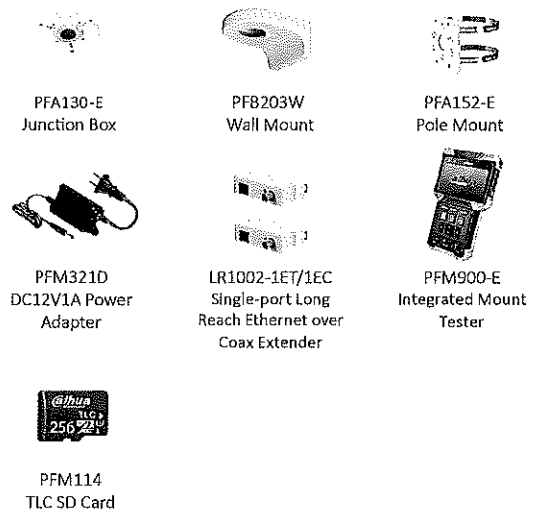 PFA130-E
Junction Box
PFB203W
Wall Mount
PFA152-E
Pole Mount
PFM321D
DC12V1A Power
Adapter
LR1002-1ET/1EC
Single-port Long
Reach Ethernet over
Coax Extender
PFM900-E
Integrated Mount
Tester
alhua
TLC
256
PFM114
TLC SD Card